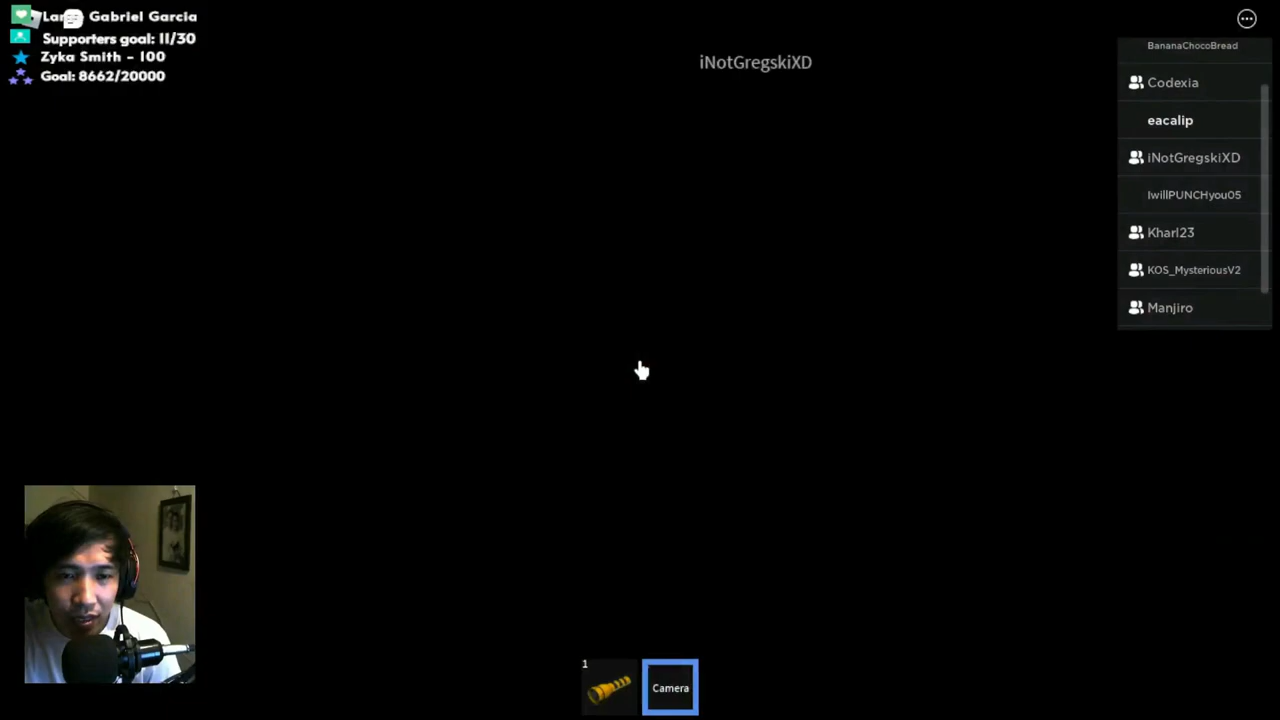 Gabriel Garcia
Supporters goal: 11/30
Zyka Smith - 100
Goal: 8662/20000
iNotGregskiXD
BananaChocoBread
Codexia
eacalip
iNotGregskiXD
IwillPUNCHyou05
Kharl23
KOS_MysteriousV2
Manjiro
1
Camera